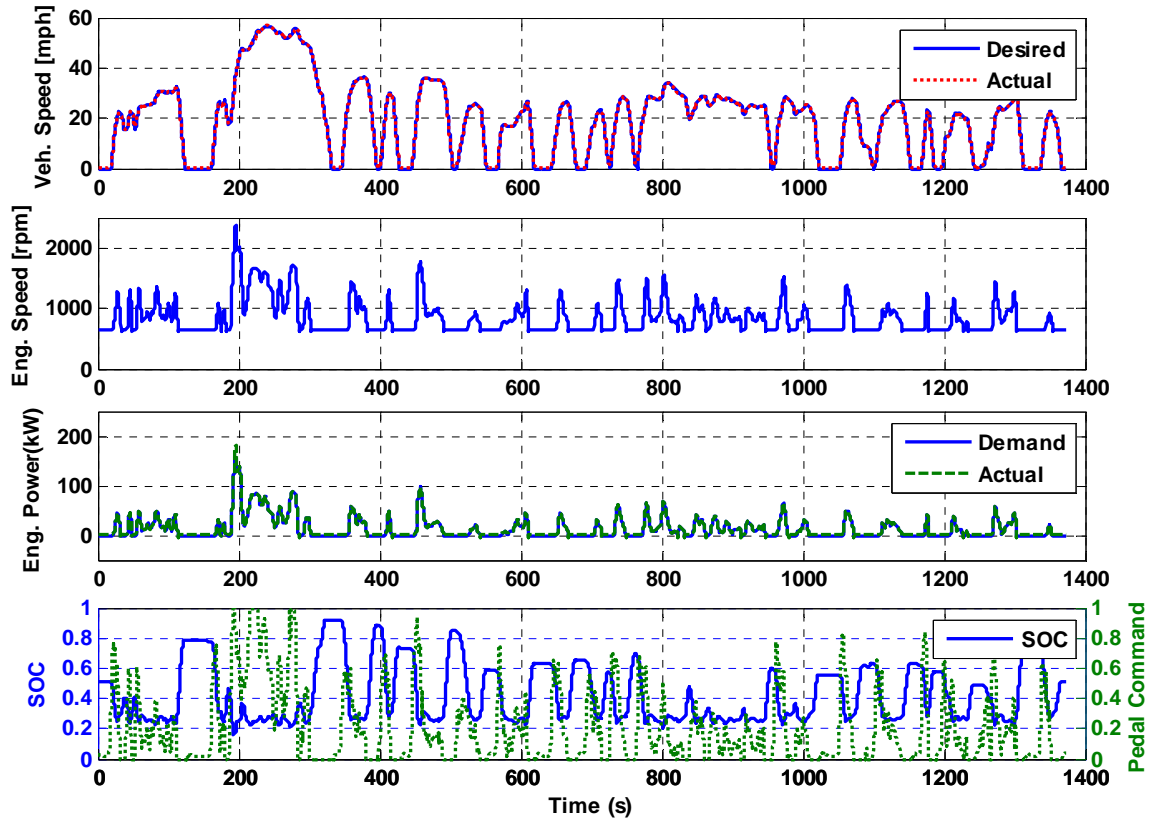 60
40
20
0
Veh. Speed [mph]
Desired
Actual
0 200 400 600 800 1000 1200 1400
2000
1000
0
Eng. Speed [rpm]
0 200 400 600 800 1000 1200 1400
200
100
0
Eng. Power(kW)
Demand
Actual
0 200 400 600 800 1000 1200 1400
1
0.8
0.6
0.4
0.2
0
SOC
SOC
1
0.8
0.6
0.4
0.2
0
Pedal Command
0 200 400 600 800 1000 1200 1400
Time (s)